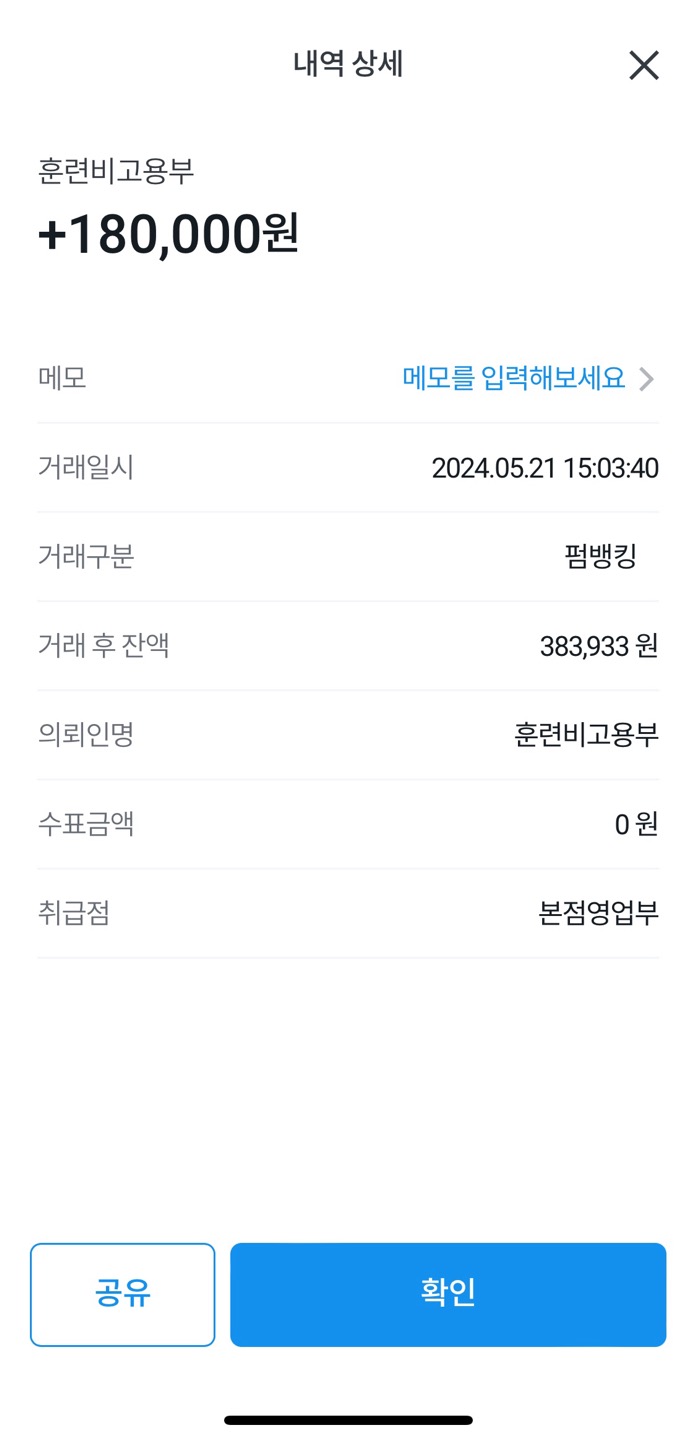 내역 상세
훈련비고용부
+180,000원
메모 메모를 입력해보세요
거래일시 2024.05.21 15:03:40
거래구분 펌뱅킹
거래 후 잔액 383,933 원
의뢰인명 훈련비고용부
수표금액 0 원
취급점 본점영업부
공유 확인